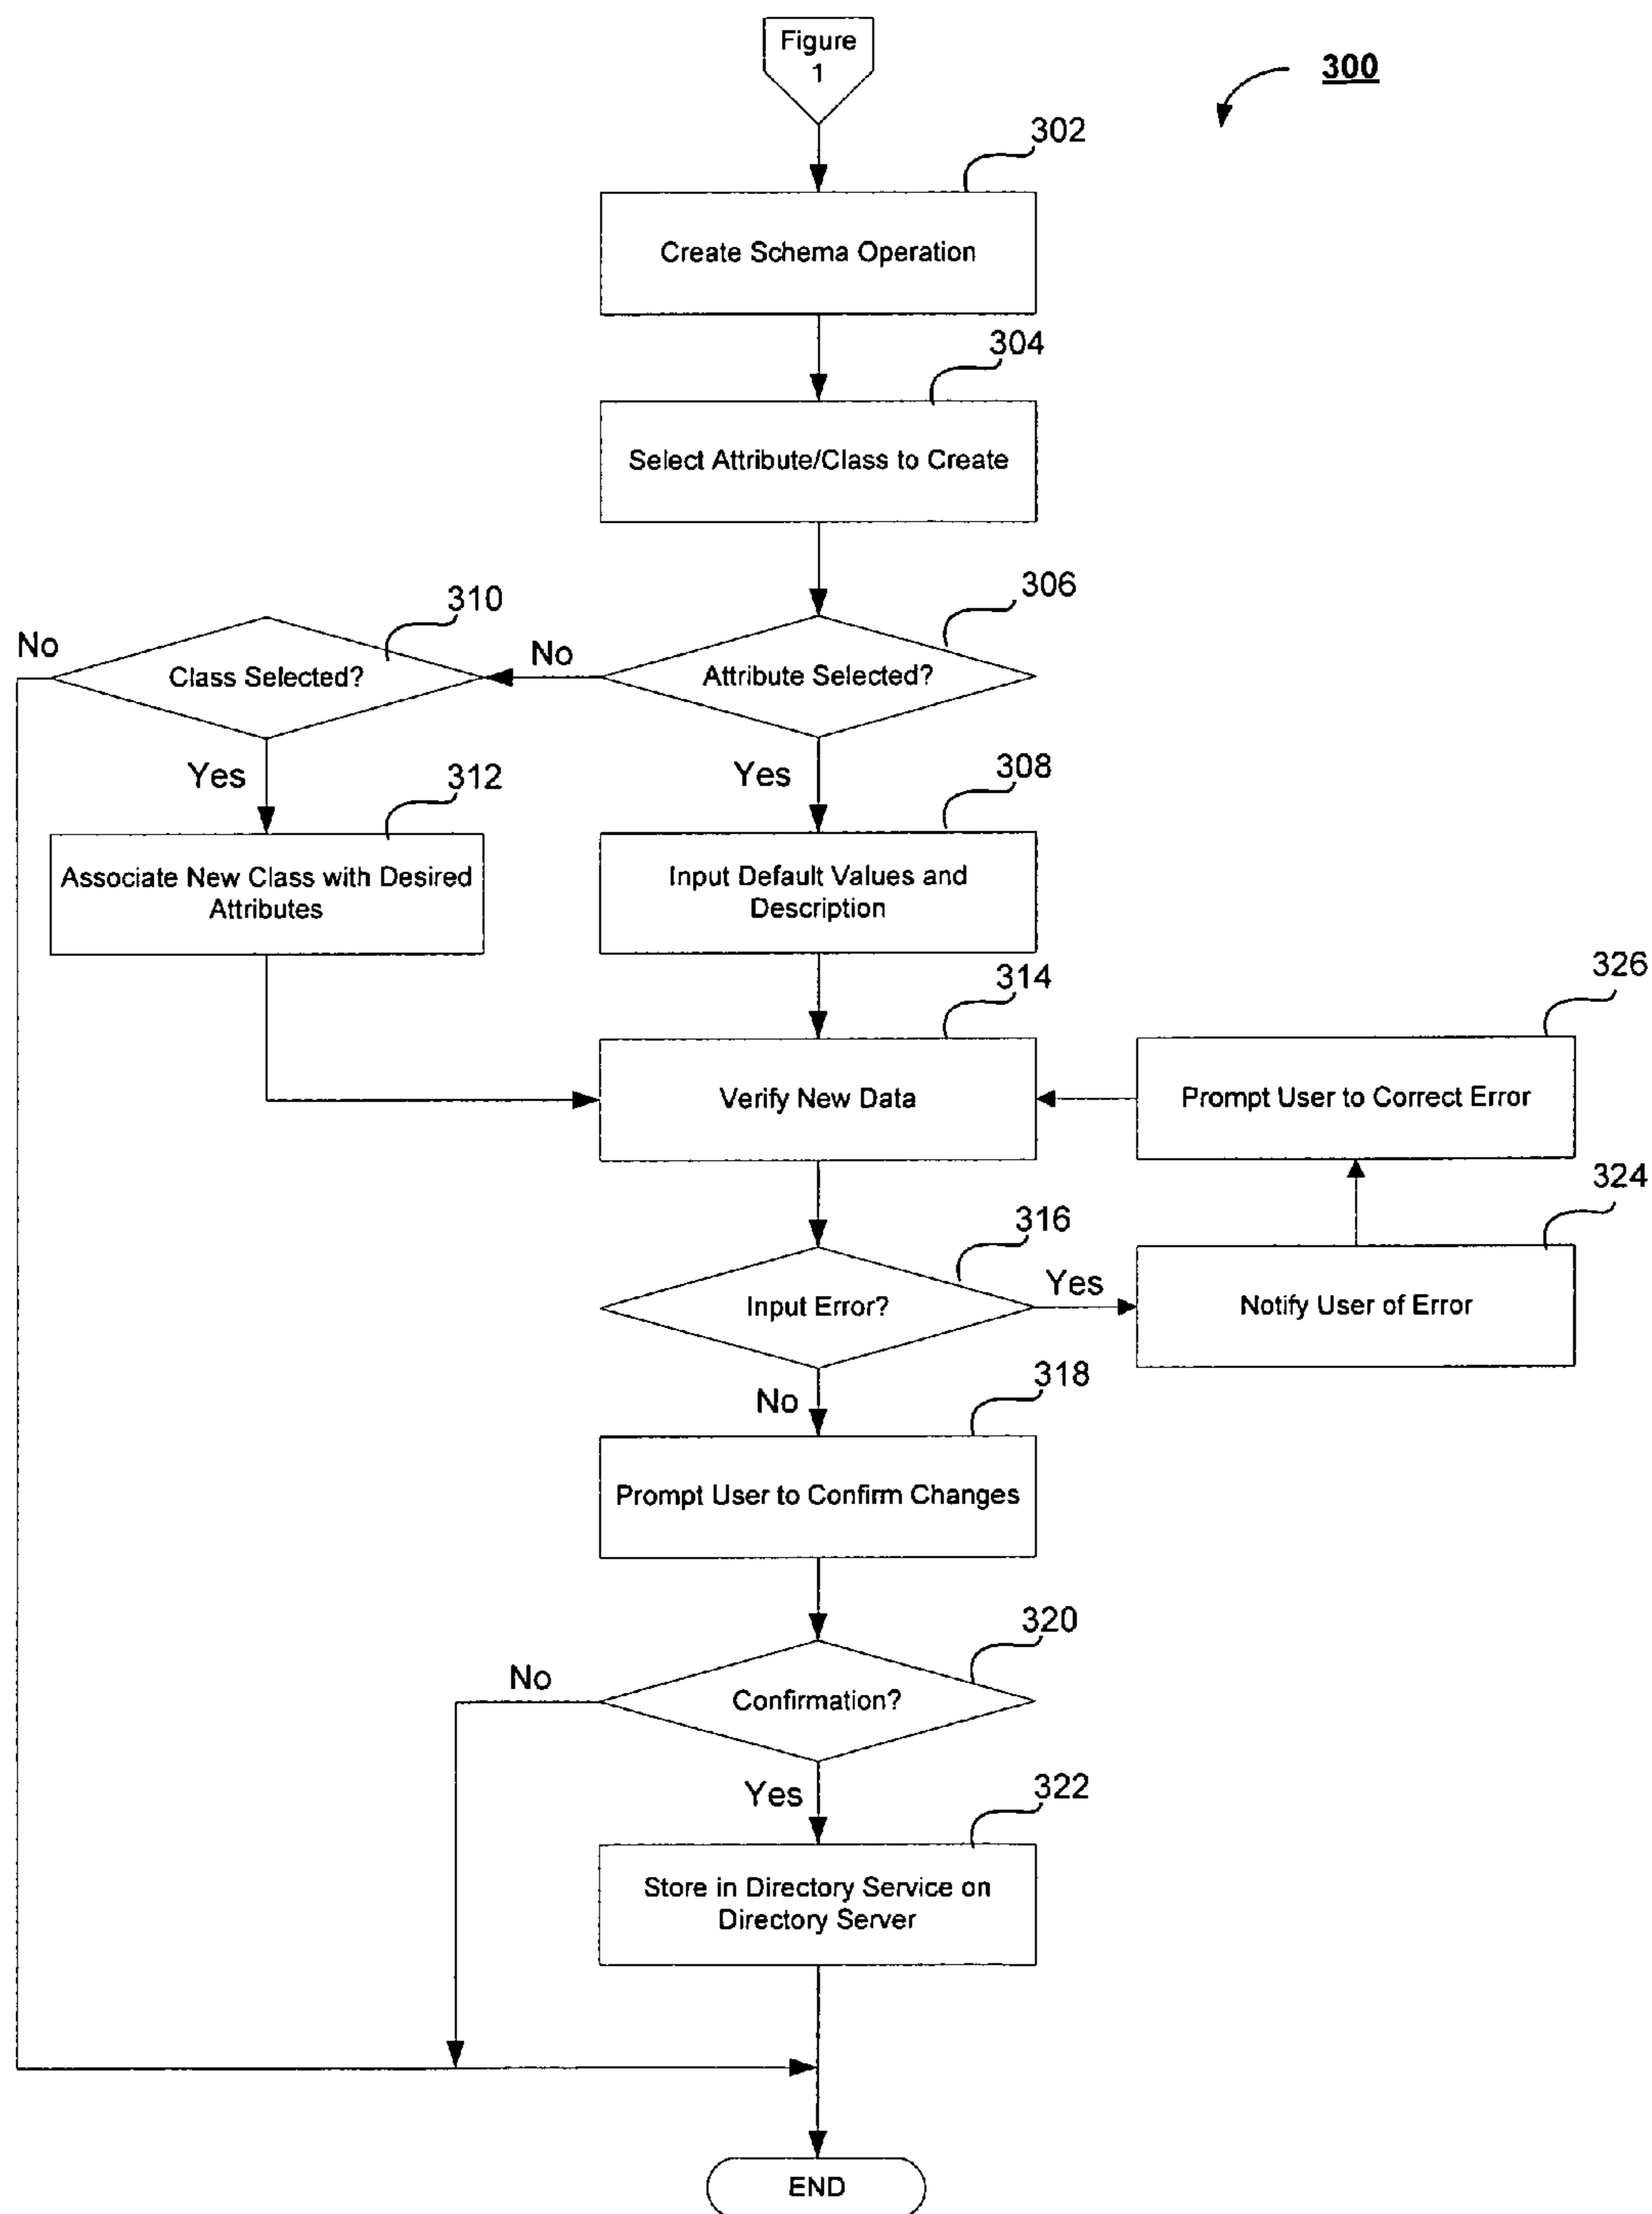 Figure
1
300
302
Create Schema Operation
304
Select Attribute/Class to Create
306
310
No
Class Selected?
No
Attribute Selected?
Yes
312
Yes
308
Associate New Class with Desired
Attributes
Input Default Values and
Description
314
326
Verify New Data
Prompt User to Correct Error
324
316
Input Error?
Yes
Notify User of Error
318
No
Prompt User to Confirm Changes
320
No
Confirmation?
Yes
322
Store in Directory Service on
Directory Server
END